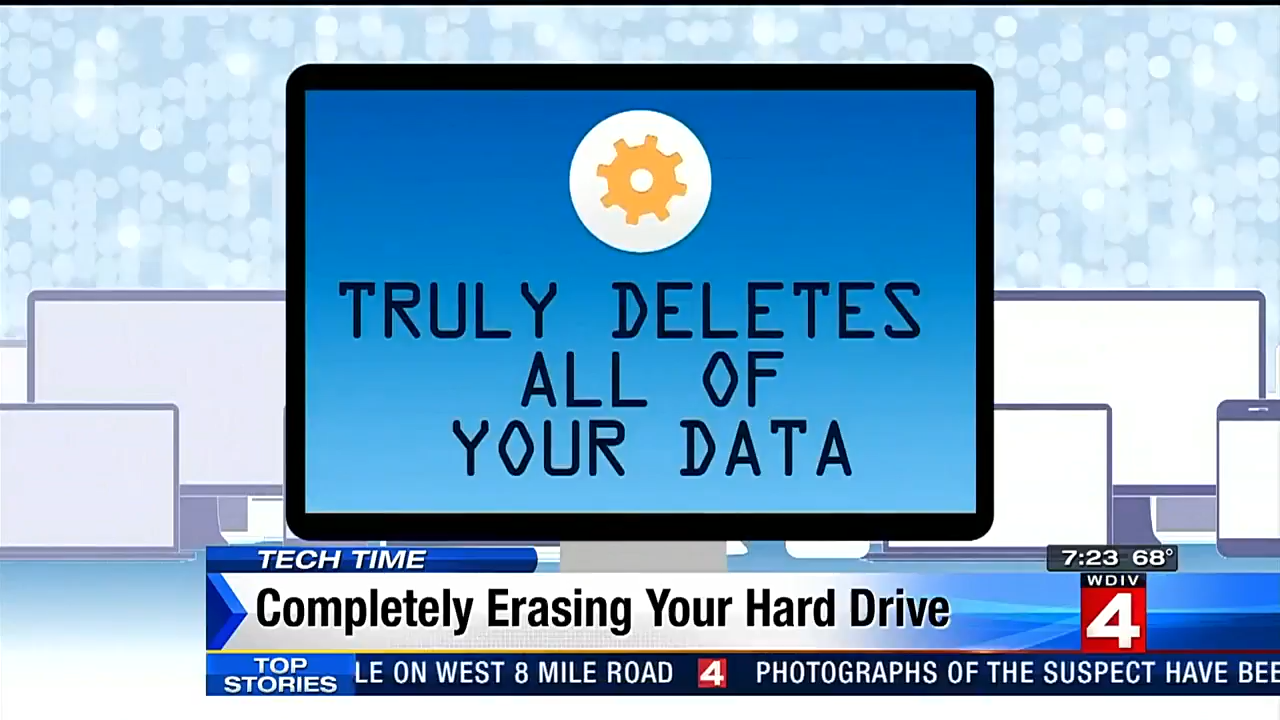 TRULY DELETES
ALL OF
YOUR DATA
TECH TIME
7:23 68°
Completely Erasing Your Hard Drive
WDIV
4
TOP
STORIES
LE ON WEST 8 MILE ROAD 4 PHOTOGRAPHS OF THE SUSPECT HAVE BEE